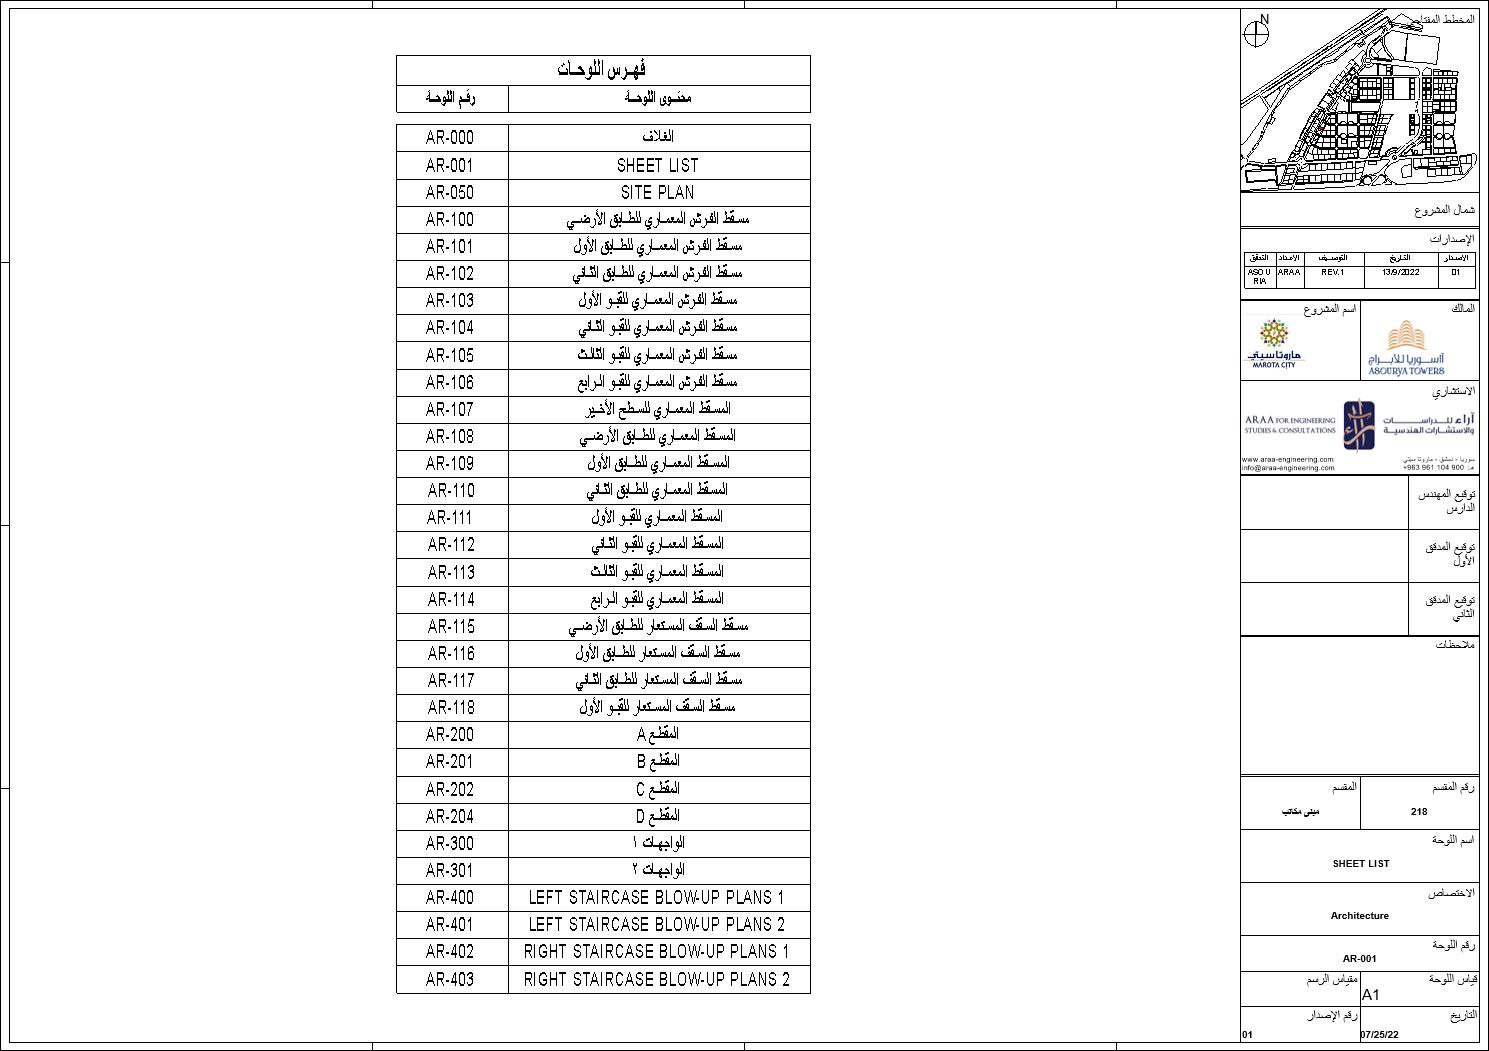 فهرس اللوحات
رقم اللوحة محتوى اللوحة
AR-000 الغلاف
AR-001 SHEET LIST
AR-050 SITE PLAN
AR-100 مسقط الفرش المعماري للطابق الأرضي
AR-101 مسقط الفرش المعماري للطابق الأول
AR-102 مسقط الفرش المعماري للطابق الثاني
AR-103 مسقط الفرش المعماري للقبو الأول
AR-104 مسقط الفرش المعماري للقبو الثاني
AR-105 مسقط الفرش المعماري للقبو الثالث
AR-106 مسقط الفرش المعماري للقبو الرابع
AR-107 المسقط المعماري للسطح الأخير
AR-108 المسقط المعماري للطابق الأرضي
AR-109 المسقط المعماري للطابق الأول
AR-110 المسقط المعماري للطابق الثاني
AR-111 المسقط المعماري للقبو الأول
AR-112 المسقط المعماري للقبو الثاني
AR-113 المسقط المعماري للقبو الثالث
AR-114 المسقط المعماري للقبو الرابع
AR-115 مسقط السقف المستعار للطابق الأرضي
AR-116 مسقط السقف المستعار للطابق الأول
AR-117 مسقط السقف المستعار للطابق الثاني
AR-118 مسقط السقف المستعار للقبو الأول
AR-200 المقطع A
AR-201 المقطع B
AR-202 المقطع C
AR-204 المقطع D
AR-300 الواجهات ١
AR-301 الواجهات ٢
AR-400 LEFT STAIRCASE BLOW-UP PLANS 1
AR-401 LEFT STAIRCASE BLOW-UP PLANS 2
AR-402 RIGHT STAIRCASE BLOW-UP PLANS 1
AR-403 RIGHT STAIRCASE BLOW-UP PLANS 2
المخطط المفتا
N
شمال المشروع
الإصدارات
الاصدار التاريخ التوصيف الاعداد التدقيق
01 13/9/2022 REV.1 ARAA ASOU
RIA
المالك
آسوريا للأبراج
ASOURYA TOWERS
اسم المشروع
ماروتا سيتي
MAROTA CITY
الاستشاري
آراء للدراسات
والاستشارات الهندسية
ARAA FOR ENGINEERING
STUDIES & CONSULTATIONS
www.araa-engineering.com
info@araa-engineering.com
سوريا - دمشق - ماروتا سيتي
هـ: 900 104 961 963+
توقيع المهندس
الدارس
توقيع المدقق
الأول
توقيع المدقق
الثاني
ملاحظات
رقم المقسم
218
المقسم
مبنى مكاتب
اسم اللوحة
SHEET LIST
الاختصاص
Architecture
رقم اللوحة
AR-001
قياس اللوحة
A1
مقياس الرسم
التاريخ
07/25/22
رقم الإصدار
01